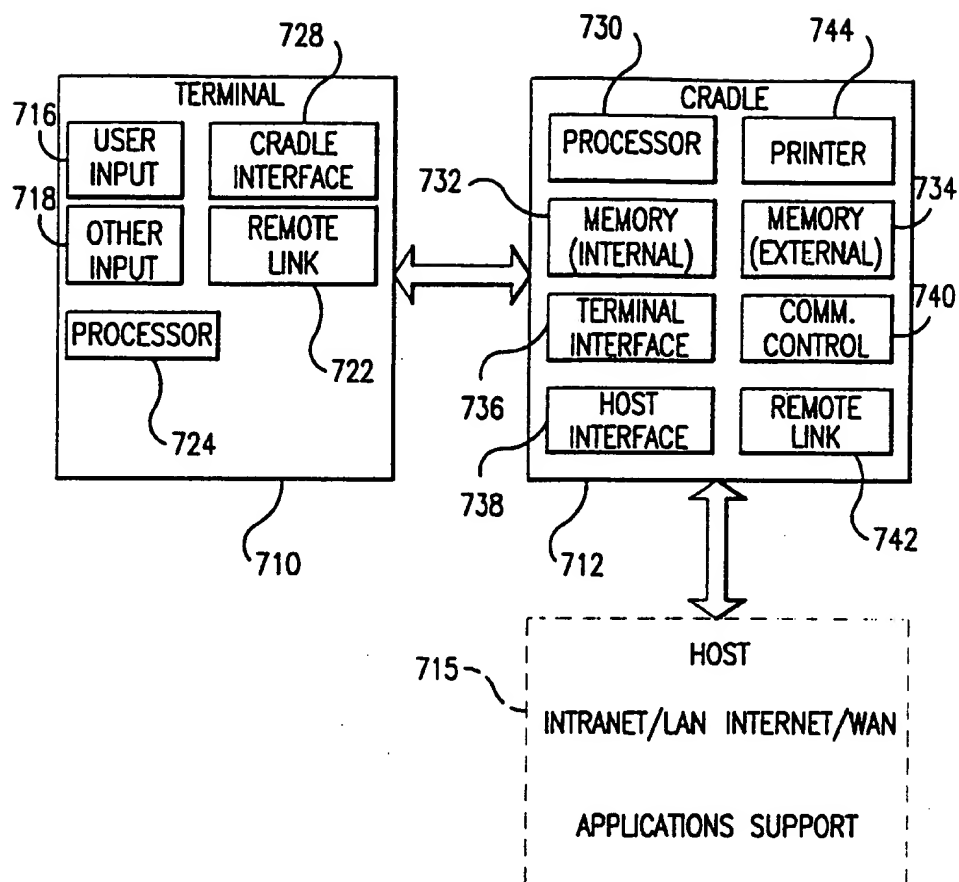 728
730
744
TERMINAL
CRADLE
716
USER
INPUT
CRADLE
INTERFACE
PROCESSOR
PRINTER
718
732
734
OTHER
INPUT
REMOTE
LINK
MEMORY
(INTERNAL)
MEMORY
(EXTERNAL)
PROCESSOR
TERMINAL
INTERFACE
COMM.
CONTROL
740
722
736
HOST
INTERFACE
REMOTE
LINK
724
738
710
712
742
HOST
715
INTRANET/LAN INTERNET/WAN
APPLICATIONS SUPPORT